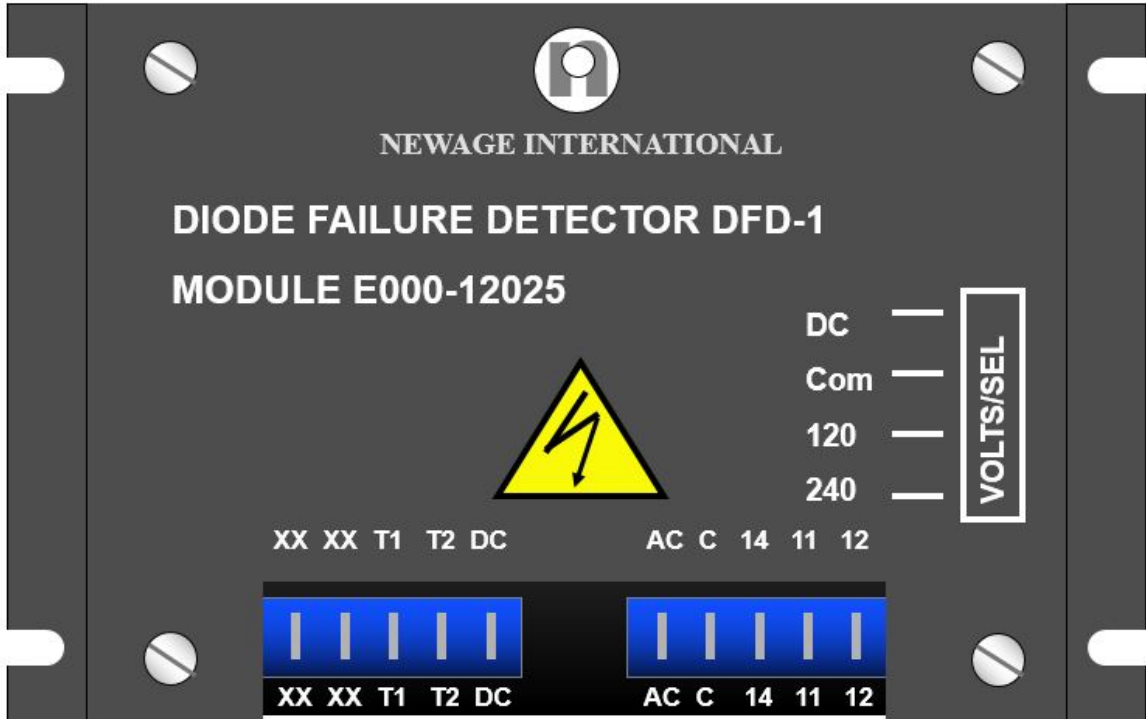 n
NEWAGE INTERNATIONAL
DIODE FAILURE DETECTOR DFD-1
MODULE E000-12025
DC
Com
120
240
VOLTS/SEL
XX XX T1 T2 DC AC C 14 11 12
XX XX T1 T2 DC AC C 14 11 12